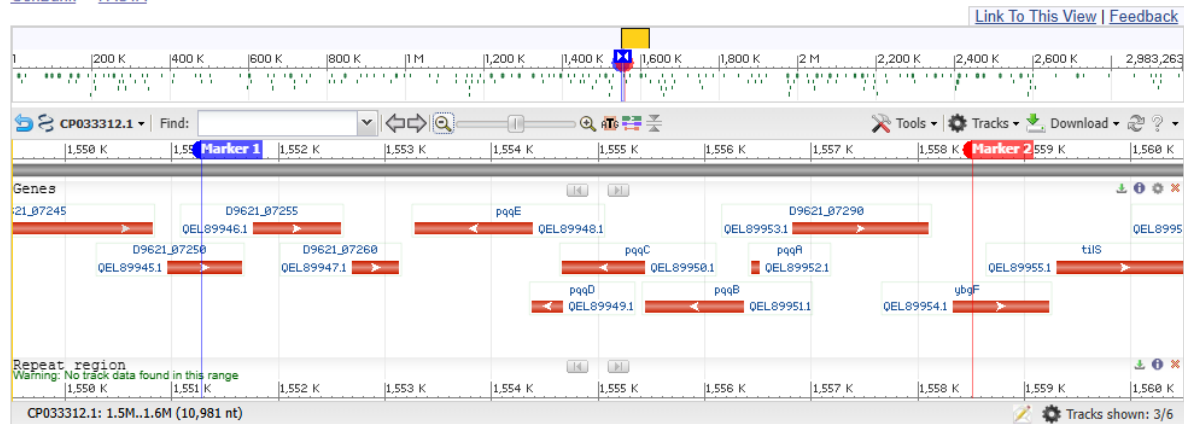 Link To This View | Feedback
1 200 K 400 K 600 K 800 K 1 M 1,200 K 1,400 K 1,600 K 1,800 K 2 M 2,200 K 2,400 K 2,600 K 2,983,263
CP033312.1 Find: Tools Tracks Download ?
1,550 K 1,55 Marker 1 1,552 K 1,553 K 1,554 K 1,555 K 1,556 K 1,557 K 1,558 K Marker 2 559 K 1,560 K
Genes
21_07245 D9621_07255 pqqE D9621_07290
QEL89946.1 QEL89948.1 QEL89953.1 QEL8995
D9621_07250 D9621_07260 pqqC pqqA tilS
QEL89945.1 QEL89947.1 QEL89950.1 QEL89952.1 QEL89955.1
pqqD pqqB ybgF
QEL89949.1 QEL89951.1 QEL89954.1
Repeat region
Warning: No track data found in this range
1,550 K 1,551 K 1,552 K 1,553 K 1,554 K 1,555 K 1,556 K 1,557 K 1,558 K 1,559 K 1,560 K
CP033312.1: 1.5M..1.6M (10,981 nt) Tracks shown: 3/6